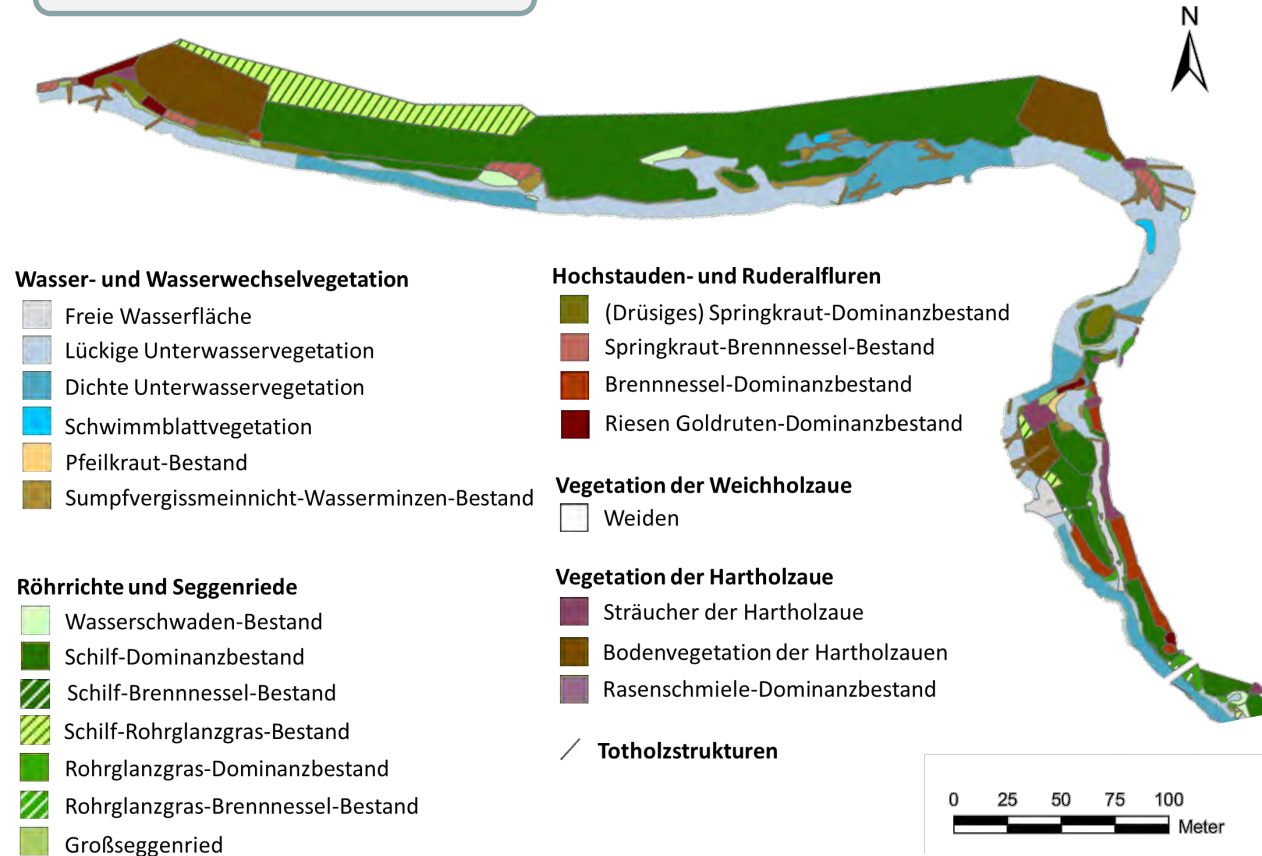 N
Wasser- und Wasserwechselvegetation
Freie Wasserfläche
Lückige Unterwasservegetation
Dichte Unterwasservegetation
Schwimmblattvegetation
Pfeilkraut-Bestand
Sumpfvergissmeinnicht-Wasserminzen-Bestand
Röhrrichte und Seggenriede
Wasserschwaden-Bestand
Schilf-Dominanzbestand
Schilf-Brennnessel-Bestand
Schilf-Rohrglanzgras-Bestand
Rohrglanzgras-Dominanzbestand
Rohrglanzgras-Brennnessel-Bestand
Großseggenried
Hochstauden- und Ruderalfluren
(Drüsiges) Springkraut-Dominanzbestand
Springkraut-Brennnessel-Bestand
Brennnessel-Dominanzbestand
Riesen Goldruten-Dominanzbestand
Vegetation der Weichholzaue
Weiden
Vegetation der Hartholzaue
Sträucher der Hartholzaue
Bodenvegetation der Hartholzauen
Rasenschmiele-Dominanzbestand
Totholzstrukturen
0 25 50 75 100
Meter